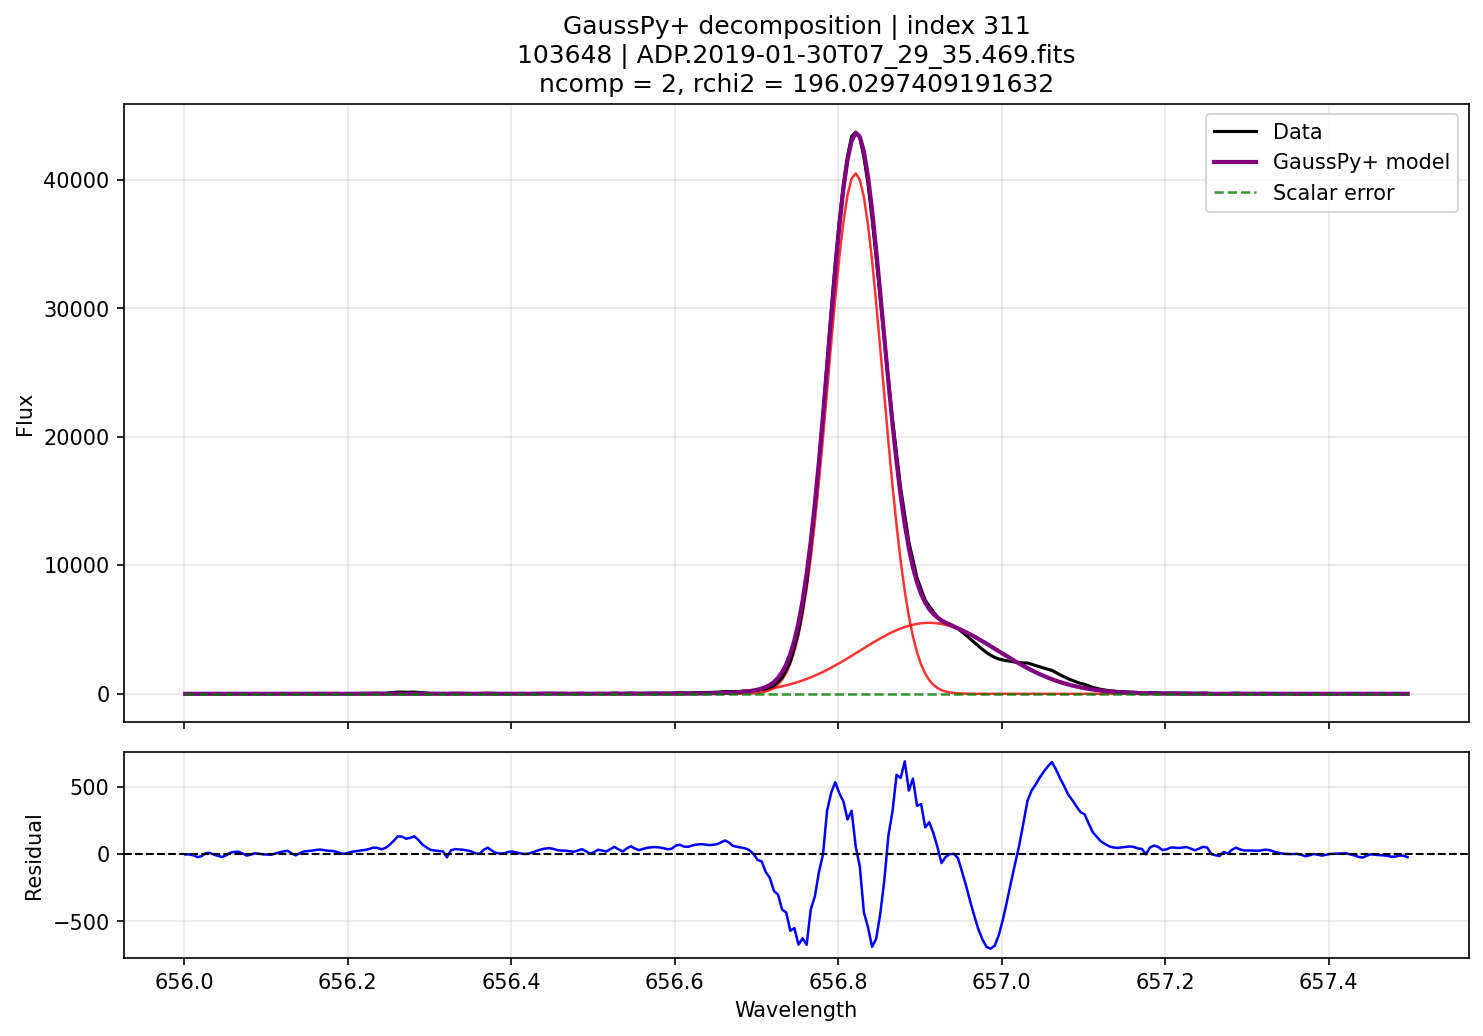 GaussPy+ decomposition | index 311
103648 | ADP.2019-01-30T07_29_35.469.fits
ncomp = 2, rchi2 = 196.0297409191632
Data
GaussPy+ model
Scalar error
Flux
40000
30000
20000
10000
0
Residual
500
0
−500
656.0 656.2 656.4 656.6 656.8 657.0 657.2 657.4
Wavelength